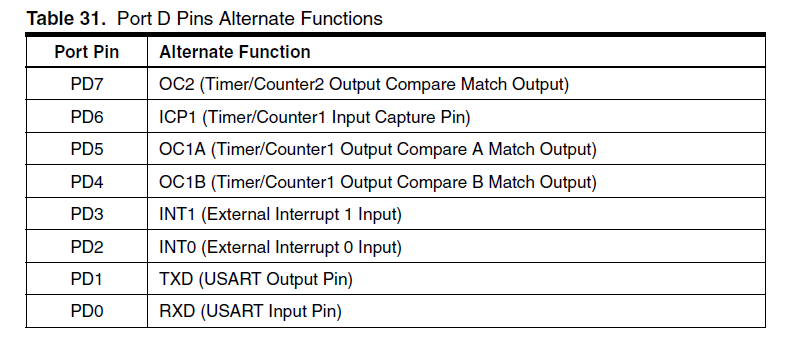 Table 31. Port D Pins Alternate Functions
Port Pin Alternate Function
PD7 OC2 (Timer/Counter2 Output Compare Match Output)
PD6 ICP1 (Timer/Counter1 Input Capture Pin)
PD5 OC1A (Timer/Counter1 Output Compare A Match Output)
PD4 OC1B (Timer/Counter1 Output Compare B Match Output)
PD3 INT1 (External Interrupt 1 Input)
PD2 INT0 (External Interrupt 0 Input)
PD1 TXD (USART Output Pin)
PD0 RXD (USART Input Pin)